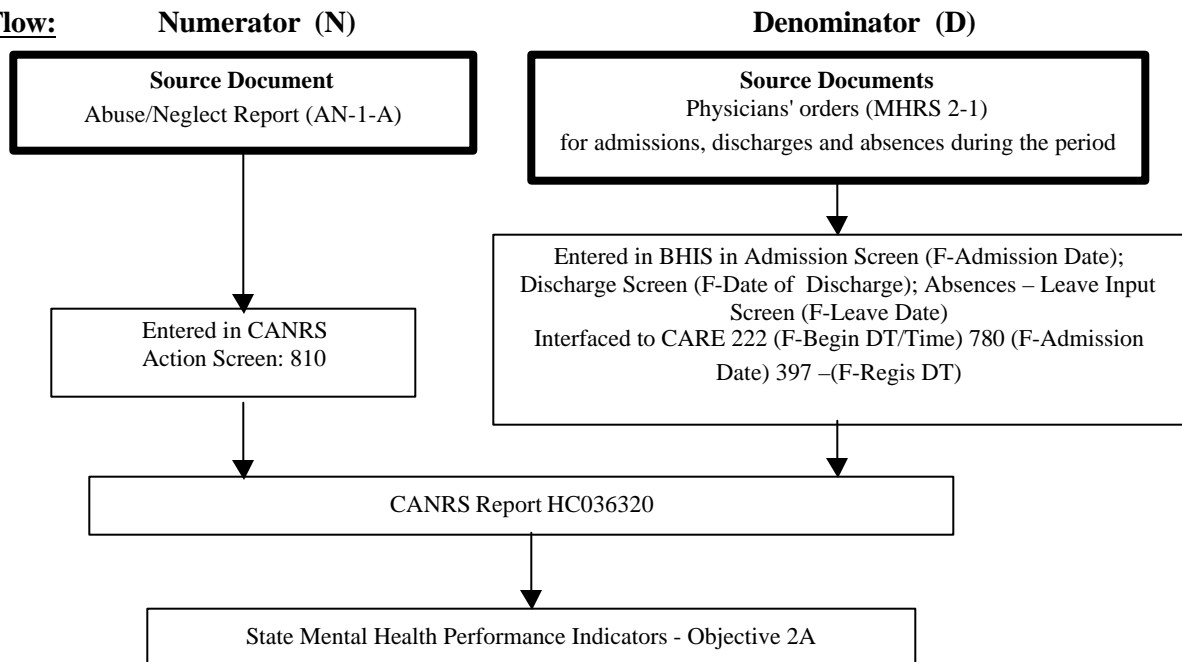 Flow: Numerator (N) Denominator (D)
Source Document
Abuse/Neglect Report (AN-1-A)
Source Documents
Physicians' orders (MHRS 2-1)
for admissions, discharges and absences during the period
Entered in CANRS
Action Screen: 810
Entered in BHIS in Admission Screen (F-Admission Date);
Discharge Screen (F-Date of Discharge); Absences – Leave Input
Screen (F-Leave Date)
Interfaced to CARE 222 (F-Begin DT/Time) 780 (F-Admission
Date) 397 –(F-Regis DT)
CANRS Report HC036320
State Mental Health Performance Indicators - Objective 2A